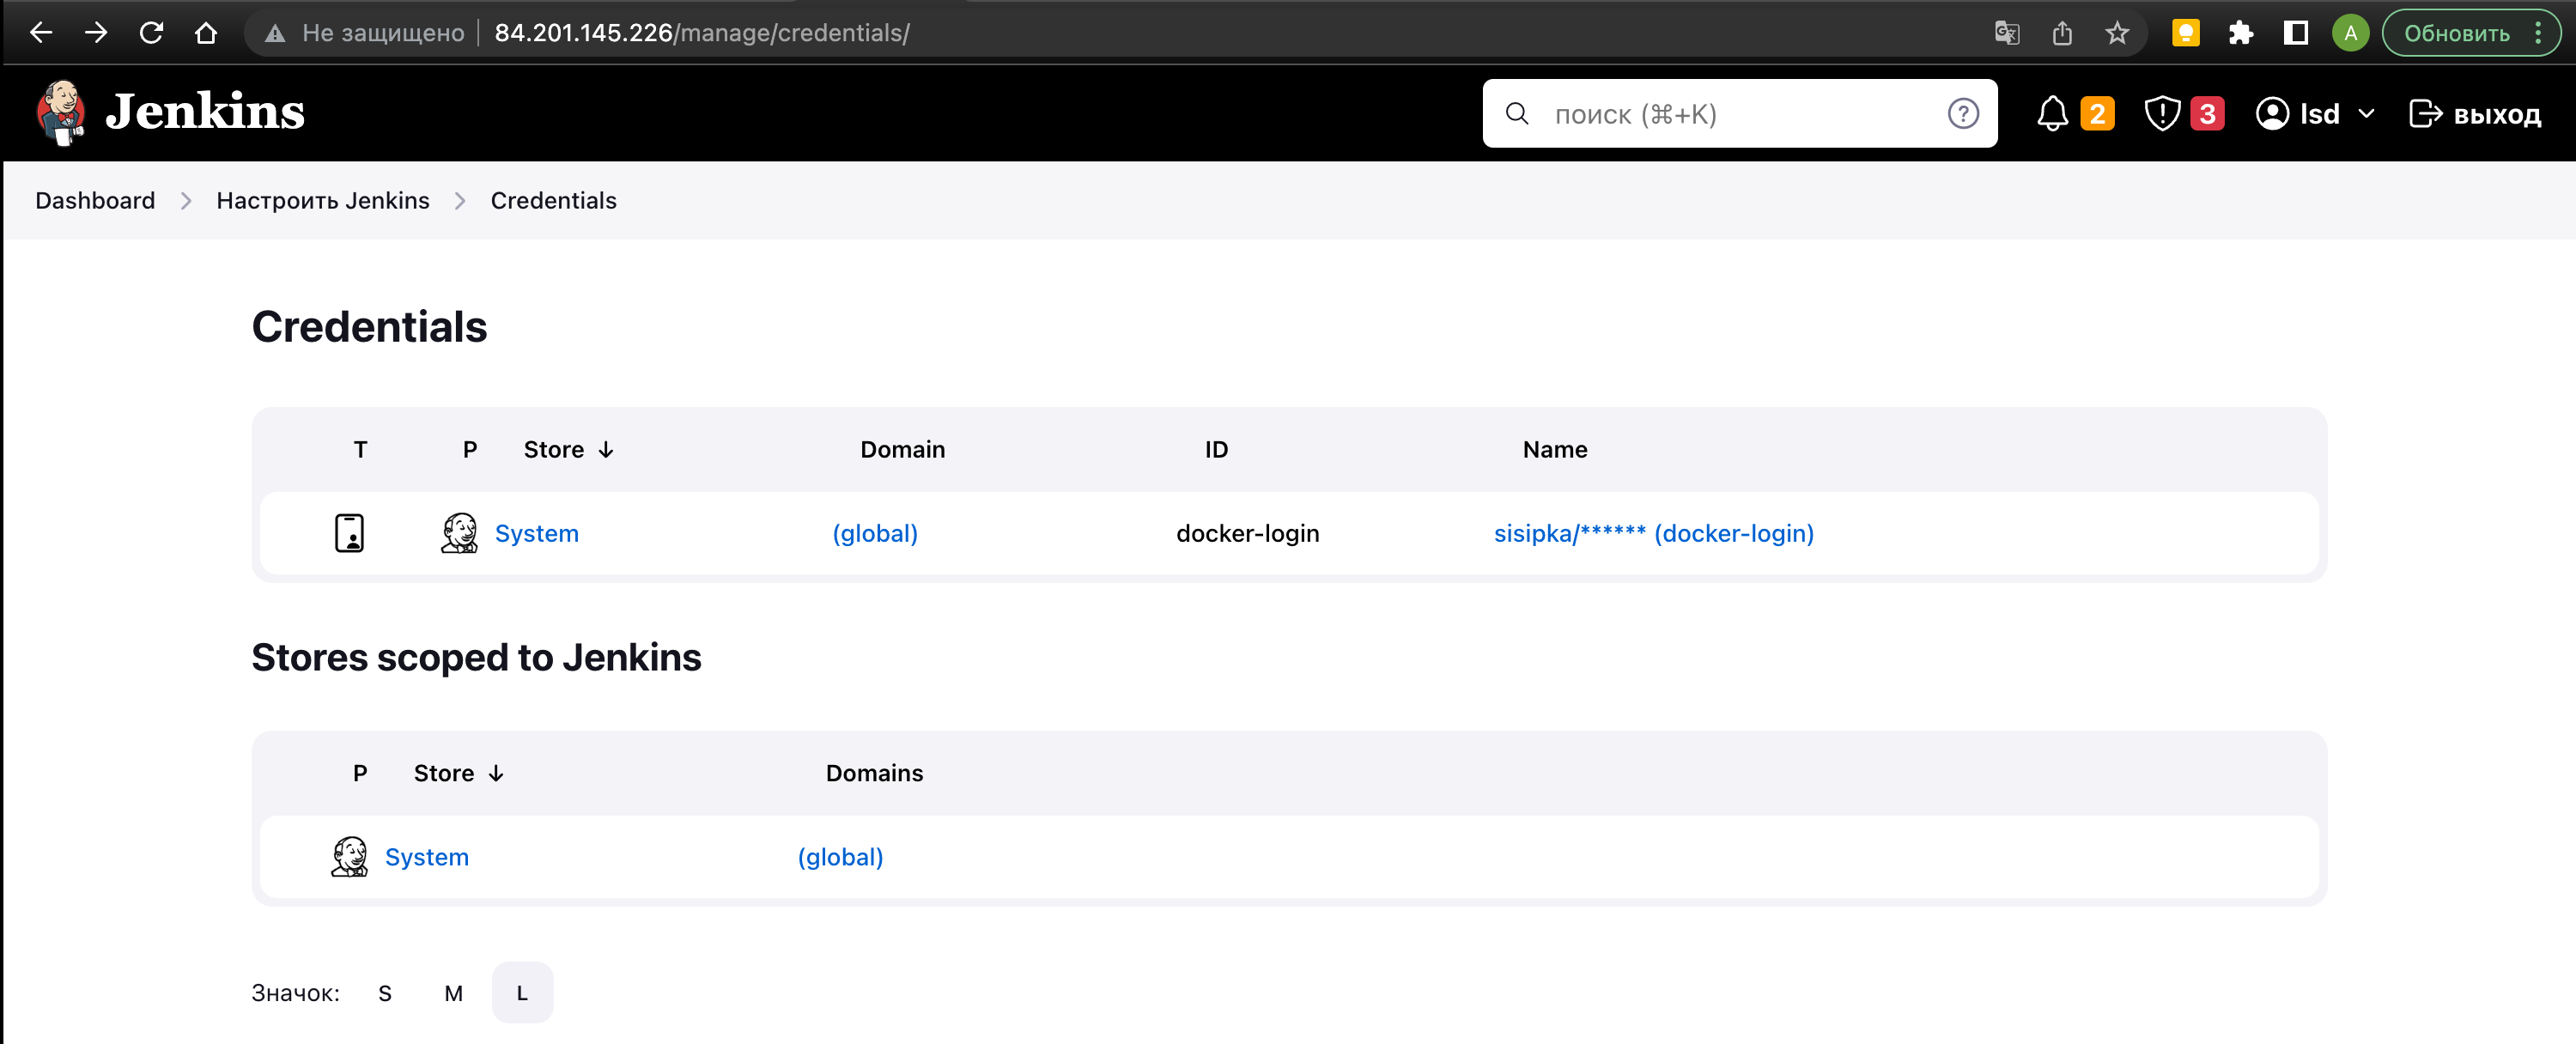 Не защищено 84.201.145.226/manage/credentials/ A Обновить
Jenkins поиск (⌘+K) ? 2 3 lsd выход
Dashboard Настроить Jenkins Credentials
Credentials
T P Store ↓ Domain ID Name
System (global) docker-login sisipka/****** (docker-login)
Stores scoped to Jenkins
P Store ↓ Domains
System (global)
Значок: S M L